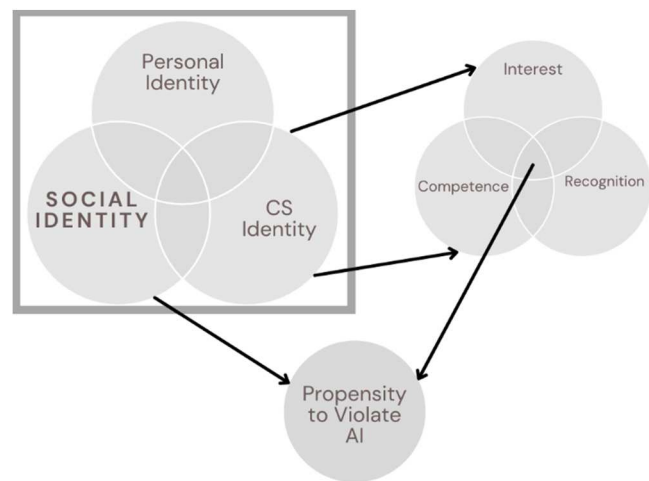 Personal
Identity
SOCIAL
IDENTITY
CS
Identity
Interest
Competence
Recognition
Propensity
to Violate
AI